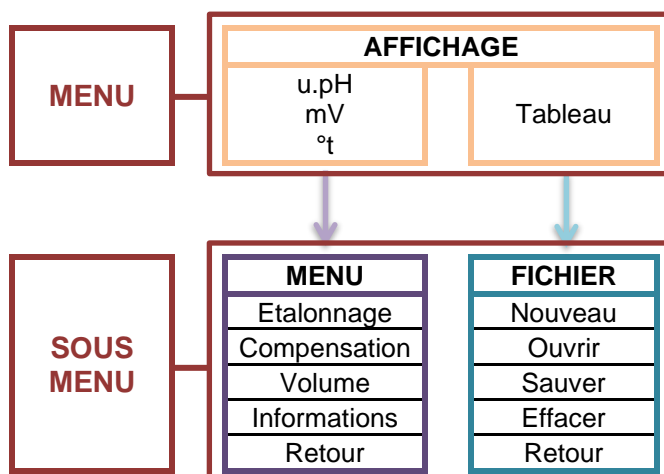 MENU
AFFICHAGE
u.pH
mV
°t
Tableau
SOUS
MENU
MENU
Etalonnage
Compensation
Volume
Informations
Retour
FICHIER
Nouveau
Ouvrir
Sauver
Effacer
Retour